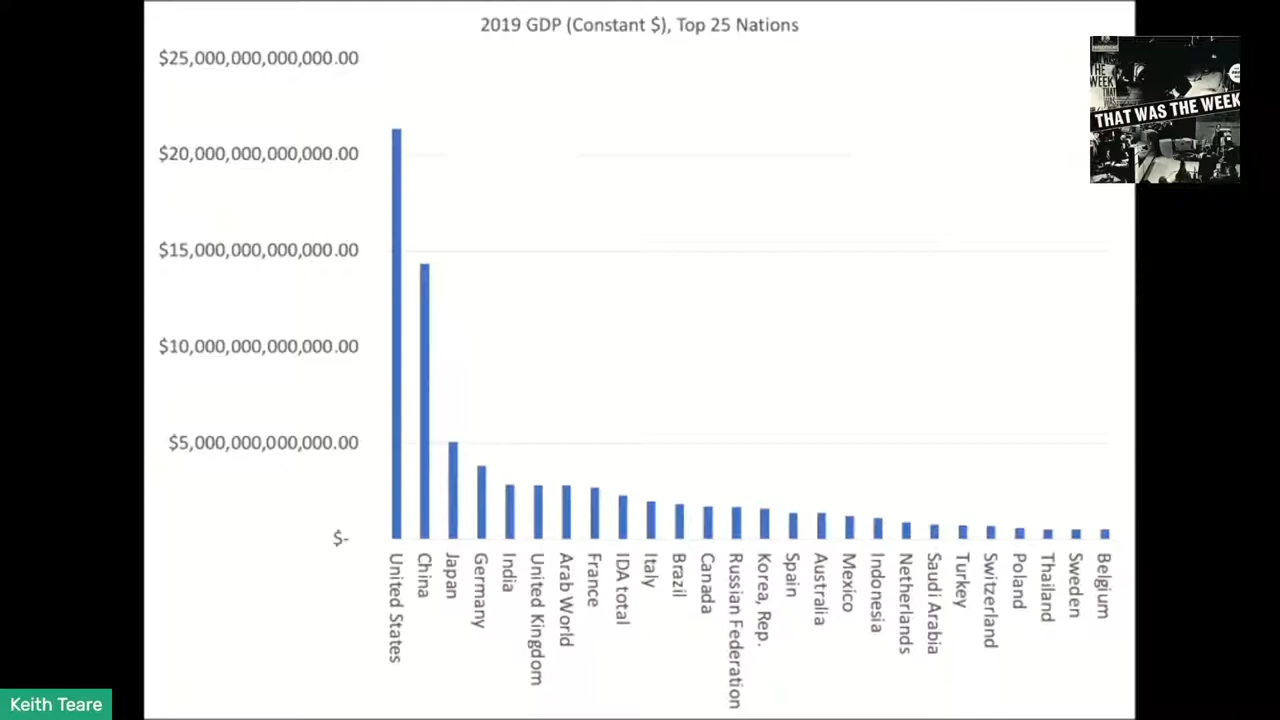 2019 GDP (Constant $), Top 25 Nations
$25,000,000,000,000.00
$20,000,000,000,000.00
$15,000,000,000,000.00
$10,000,000,000,000.00
$5,000,000,000,000.00
$-
United States
China
Japan
Germany
India
United Kingdom
Arab World
France
IDA total
Italy
Brazil
Canada
Russian Federation
Korea, Rep.
Spain
Australia
Mexico
Indonesia
Netherlands
Saudi Arabia
Turkey
Switzerland
Poland
Thailand
Sweden
Belgium
THE
WEEK
THAT
THAT WAS THE WEEK
Keith Teare